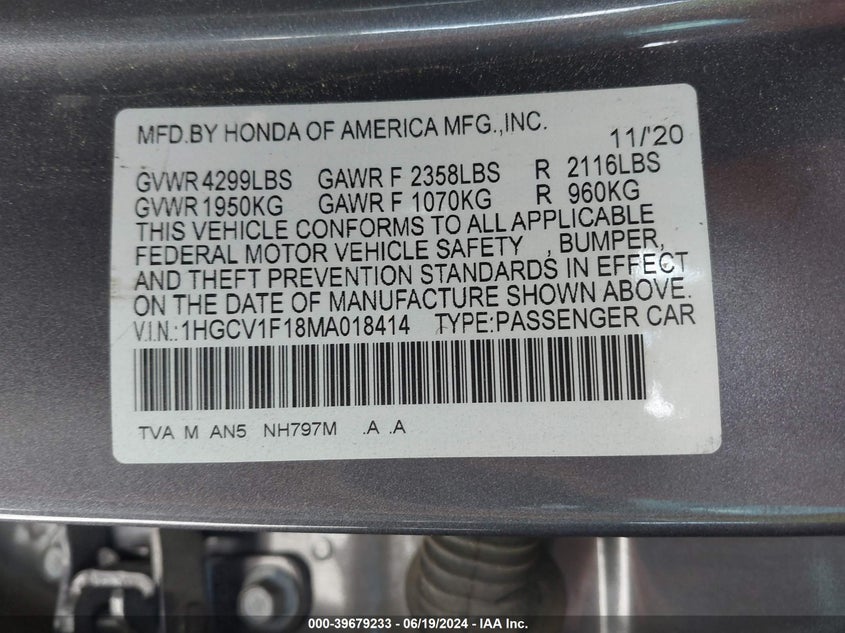 MFD.BY HONDA OF AMERICA MFG.,INC. 11/'20
GVWR 4299LBS GAWR F 2358LBS R 2116LBS
GVWR 1950KG GAWR F 1070KG R 960KG
THIS VEHICLE CONFORMS TO ALL APPLICABLE
FEDERAL MOTOR VEHICLE SAFETY , BUMPER,
AND THEFT PREVENTION STANDARDS IN EFFECT
ON THE DATE OF MANUFACTURE SHOWN ABOVE.
V.I.N.:1HGCV1F18MA018414 TYPE:PASSENGER CAR
TVA M AN5 NH797M .A .A
000-39679233 - 06/19/2024 - IAA Inc.